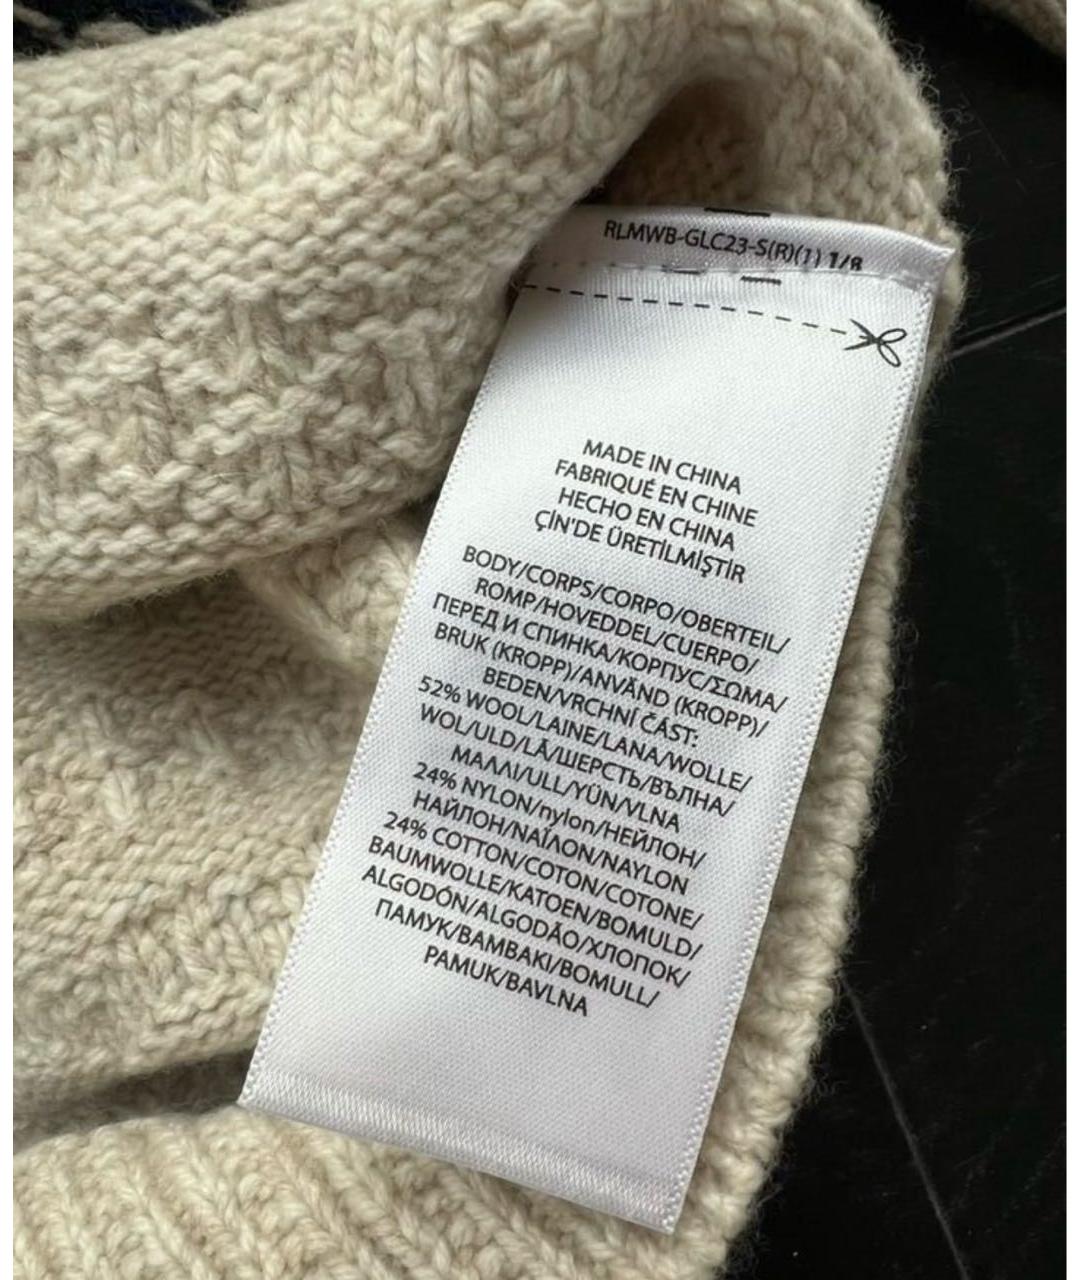 RLMWB-GLC23-S(R)(1) 1/8
MADE IN CHINA
FABRIQUÉ EN CHINE
HECHO EN CHINA
ÇİN'DE ÜRETİLMİŞTİR
BODY/CORPS/CORPO/OBERTEIL/
ROMP/HOVEDDEL/CUERPO/
ПЕРЕД И СПИНКА/КОРПУС/ΣΩΜΑ/
BRUK (KROPP)/ANVÄND (KROPP)/
BEDEN/VRCHNÍ ČÁST:
52% WOOL/LAINE/LANA/WOLLE/
WOL/ULD/LÃ/ШЕРСТЬ/ВЪЛНА/
ΜΑΛΛΙ/ULL/YÜN/VLNA
24% NYLON/nylon/НЕЙЛОН/
НАЙЛОН/ΝΑΪΛΟΝ/NAYLON
24% COTTON/COTON/COTONE/
BAUMWOLLE/KATOEN/BOMULD/
ALGODÓN/ALGODÃO/ХЛОПОК/
ПАМУК/ΒΑΜΒΑΚΙ/BOMULL/
PAMUK/BAVLNA